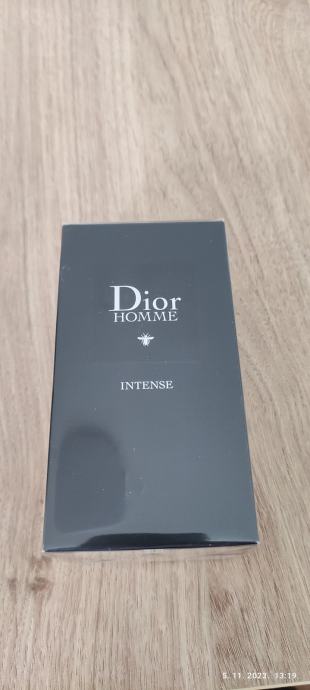 Dior
HOMME
INTENSE
5. 11. 2023. 13:19